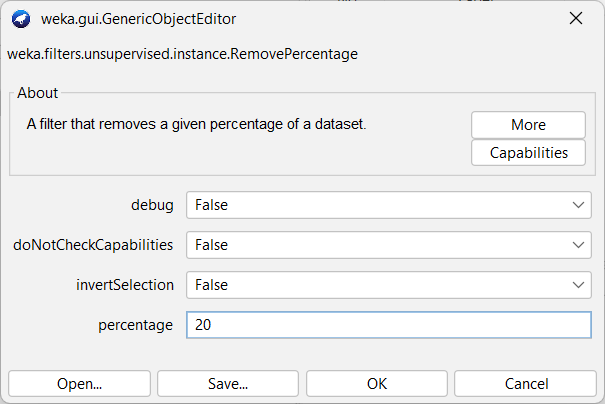 weka.gui.GenericObjectEditor
weka.filters.unsupervised.instance.RemovePercentage
About
A filter that removes a given percentage of a dataset.
More
Capabilities
debug False
doNotCheckCapabilities False
invertSelection False
percentage 20
Open... Save... OK Cancel